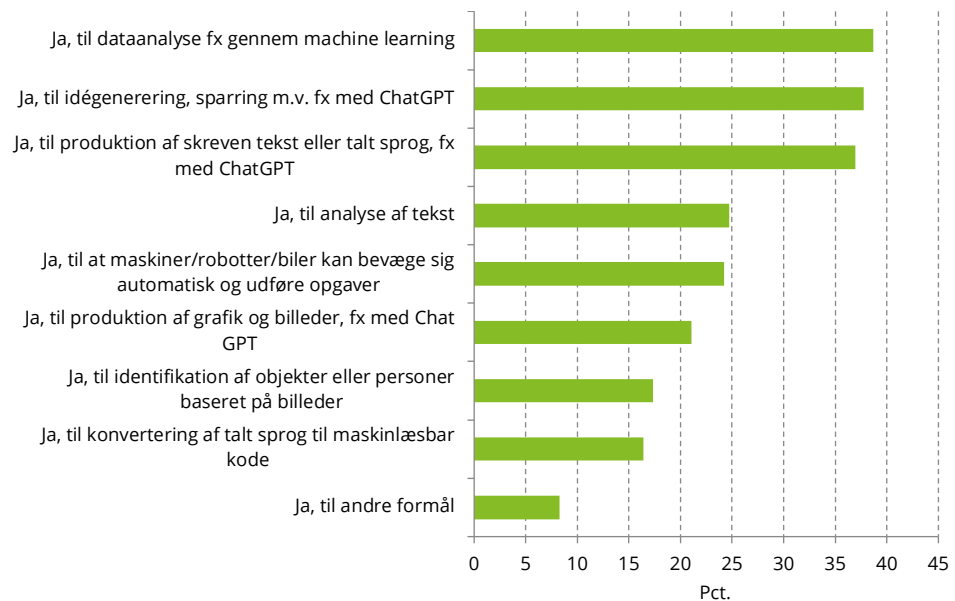 Ja, til dataanalyse fx gennem machine learning
Ja, til idégenerering, sparring m.v. fx med ChatGPT
Ja, til produktion af skreven tekst eller talt sprog, fx
med ChatGPT
Ja, til analyse af tekst
Ja, til at maskiner/robotter/biler kan bevæge sig
automatisk og udføre opgaver
Ja, til produktion af grafik og billeder, fx med Chat
GPT
Ja, til identifikation af objekter eller personer
baseret på billeder
Ja, til konvertering af talt sprog til maskinlæsbar
kode
Ja, til andre formål
0 5 10 15 20 25 30 35 40 45
Pct.